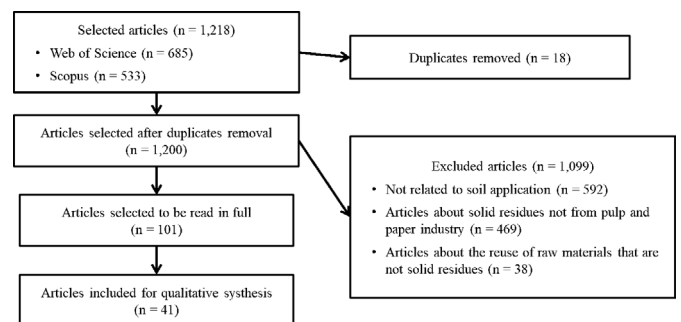 Selected articles (n = 1,218)
• Web of Science (n = 685)
• Scopus (n = 533)
Duplicates removed (n = 18)
Articles selected after duplicates removal
(n = 1,200)
Excluded articles (n = 1,099)
• Not related to soil application (n = 592)
• Articles about solid residues not from pulp and
paper industry (n = 469)
• Articles about the reuse of raw materials that are
not solid residues (n = 38)
Articles selected to be read in full
(n = 101)
Articles included for qualitative systhesis
(n = 41)